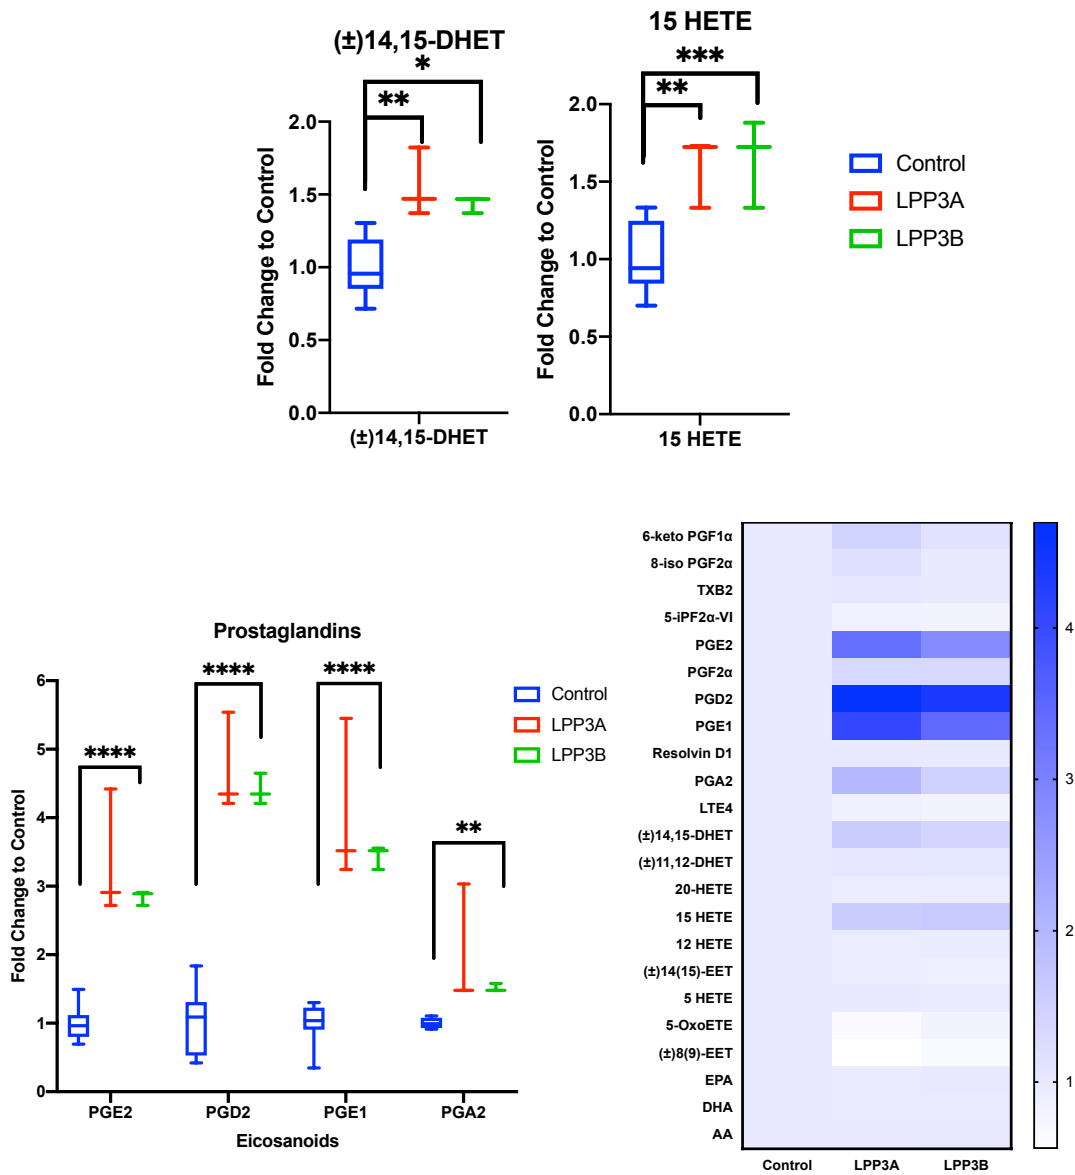 (±)14,15-DHET
*
**
2.0
1.5
1.0
0.5
0.0
Fold Change to Control
(±)14,15-DHET
15 HETE
***
**
2.0
1.5
1.0
0.5
0.0
Fold Change to Control
15 HETE
Control
LPP3A
LPP3B
Prostaglandins
****
****
****
**
6
5
4
3
2
1
0
Fold Change to Control
PGE2 PGD2 PGE1 PGA2
Eicosanoids
Control
LPP3A
LPP3B
6-keto PGF1α
8-iso PGF2α
TXB2
5-iPF2α-VI
PGE2
PGF2α
PGD2
PGE1
Resolvin D1
PGA2
LTE4
(±)14,15-DHET
(±)11,12-DHET
20-HETE
15 HETE
12 HETE
(±)14(15)-EET
5 HETE
5-OxoETE
(±)8(9)-EET
EPA
DHA
AA
Control LPP3A LPP3B
4
3
2
1